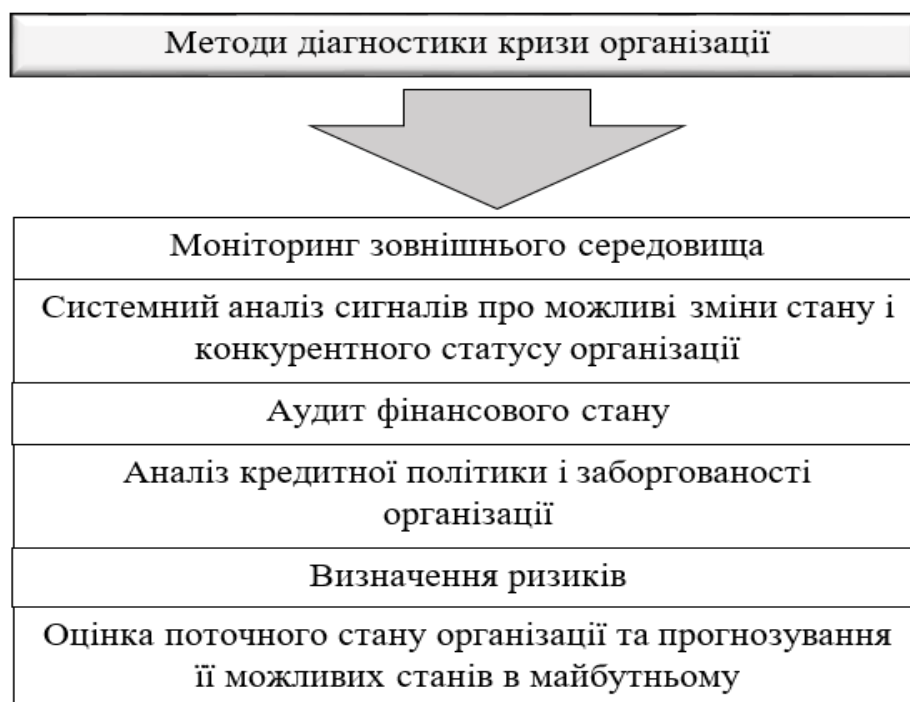 Методи діагностики кризи організації
Моніторинг зовнішнього середовища
Системний аналіз сигналів про можливі зміни стану і
конкурентного статусу організації
Аудит фінансового стану
Аналіз кредитної політики і заборгованості
організації
Визначення ризиків
Оцінка поточного стану організації та прогнозування
її можливих станів в майбутньому